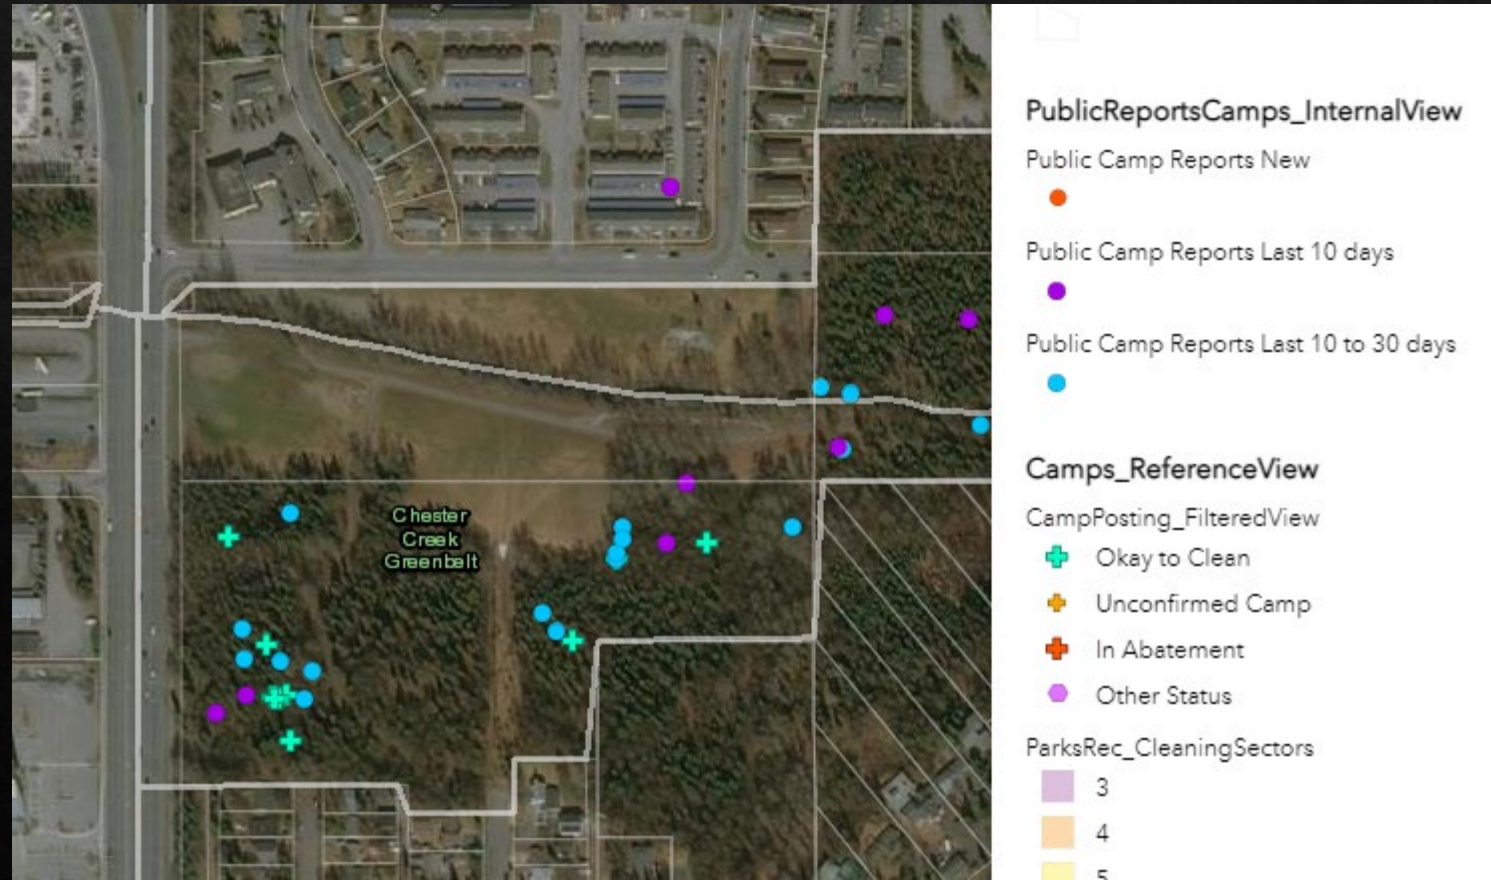 Chester
Creek
Greenbelt
PublicReportsCamps_InternalView
Public Camp Reports New
Public Camp Reports Last 10 days
Public Camp Reports Last 10 to 30 days
Camps_ReferenceView
CampPosting_FilteredView
Okay to Clean
Unconfirmed Camp
In Abatement
Other Status
ParksRec_CleaningSectors
3
4
5